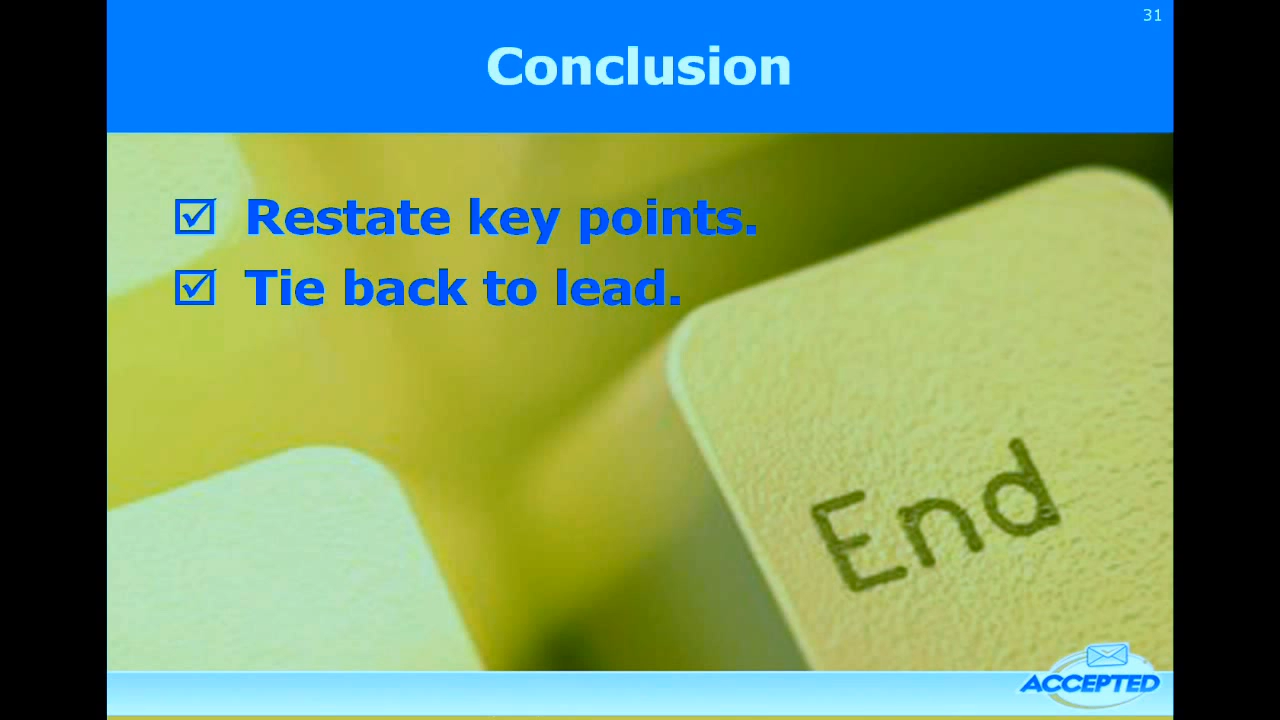 31
Conclusion
☑ Restate key points.
☑ Tie back to lead.
End
ACCEPTED